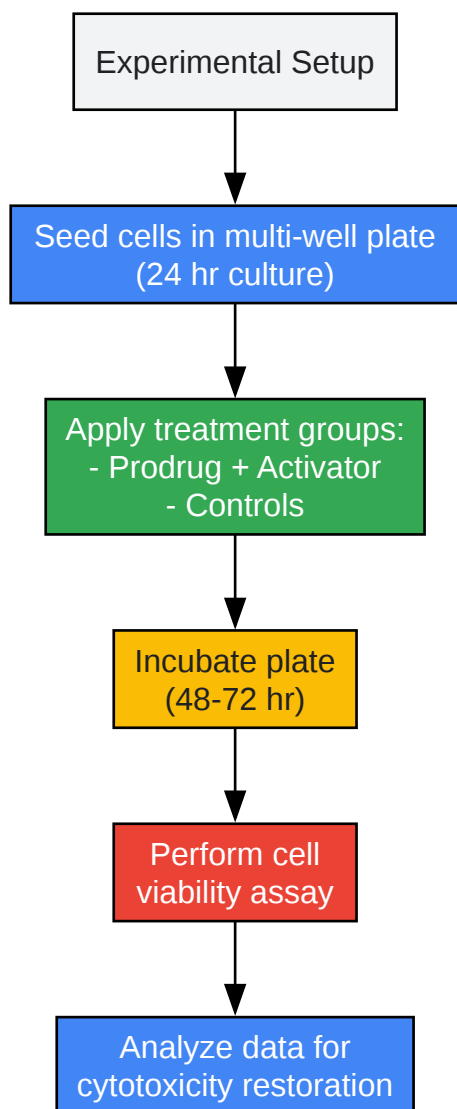 Experimental Setup
Seed cells in multi-well plate
(24 hr culture)
Apply treatment groups:
- Prodrug + Activator
- Controls
Incubate plate
(48-72 hr)
Perform cell
viability assay
Analyze data for
cytotoxicity restoration